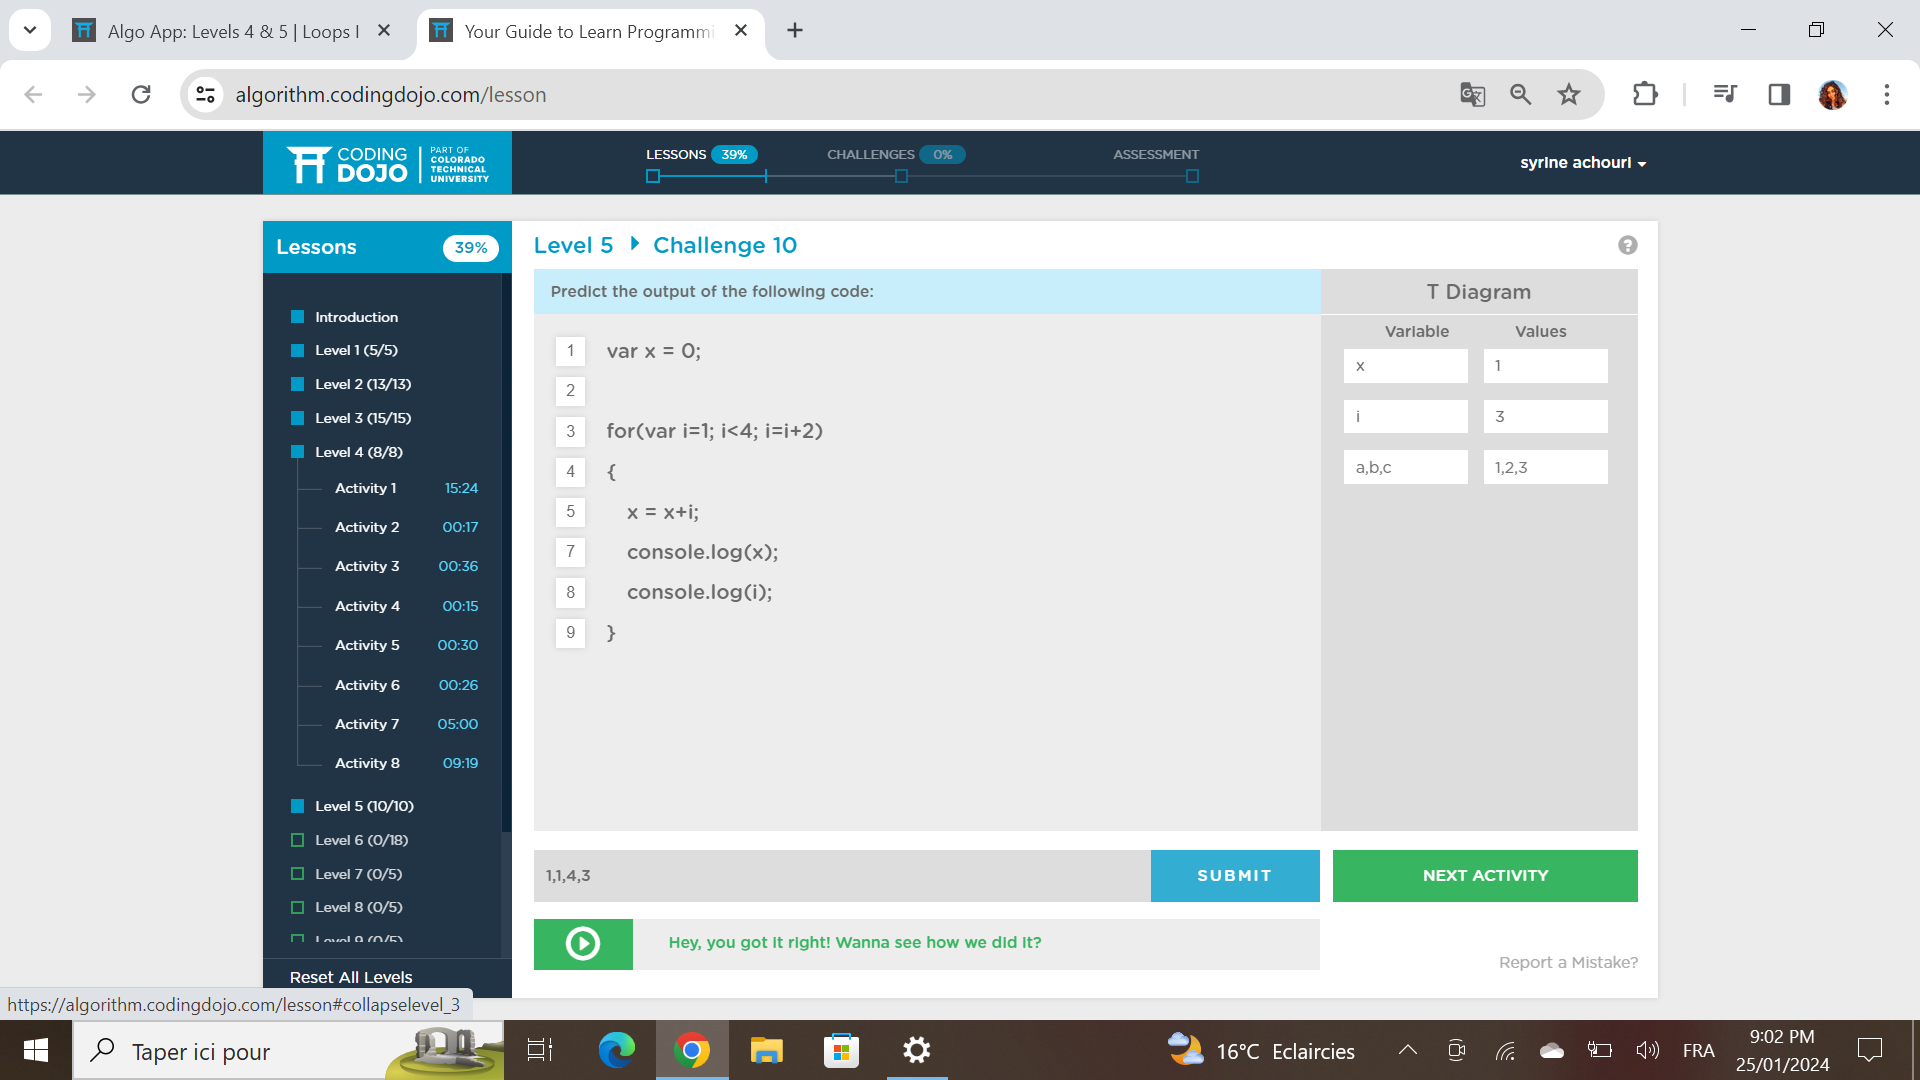 Algo App: Levels 4 & 5 | Loops I
Your Guide to Learn Programmi
algorithm.codingdojo.com/lesson
CODING DOJO
PART OF COLORADO TECHNICAL UNIVERSITY
LESSONS 39%
CHALLENGES 0%
ASSESSMENT
syrine achouri
Lessons 39%
Introduction
Level 1 (5/5)
Level 2 (13/13)
Level 3 (15/15)
Level 4 (8/8)
Activity 1 15:24
Activity 2 00:17
Activity 3 00:36
Activity 4 00:15
Activity 5 00:30
Activity 6 00:26
Activity 7 05:00
Activity 8 09:19
Level 5 (10/10)
Level 6 (0/18)
Level 7 (0/5)
Level 8 (0/5)
Level 9 (0/5)
Reset All Levels
Level 5 Challenge 10
?
Predict the output of the following code:
1 var x = 0;
2
3 for(var i=1; i<4; i=i+2)
4 {
5 x = x+i;
7 console.log(x);
8 console.log(i);
9 }
T Diagram
Variable Values
x 1
i 3
a,b,c 1,2,3
1,1,4,3
SUBMIT
NEXT ACTIVITY
Hey, you got it right! Wanna see how we did it?
Report a Mistake?
https://algorithm.codingdojo.com/lesson#collapselevel_3
Taper ici pour
16°C Eclaircies
FRA
9:02 PM
25/01/2024